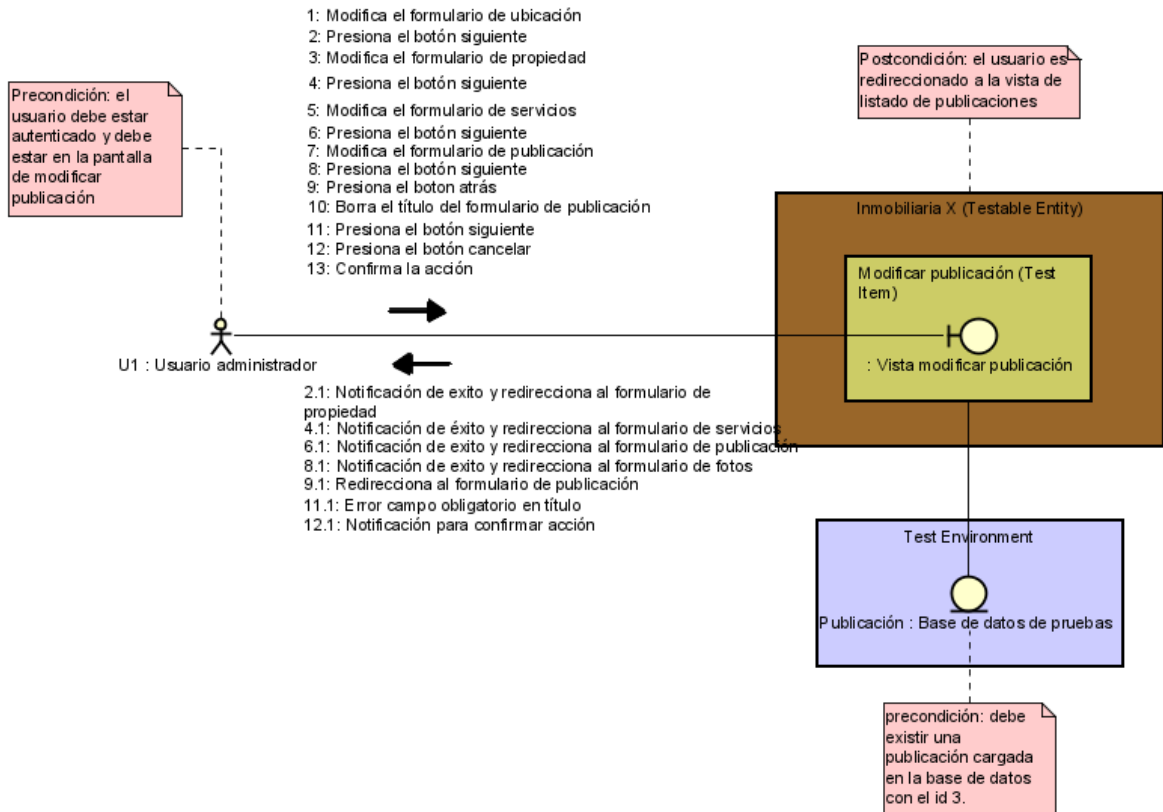 1: Modifica el formulario de ubicación
2: Presiona el botón siguiente
3: Modifica el formulario de propiedad
4: Presiona el botón siguiente
5: Modifica el formulario de servicios
6: Presiona el botón siguiente
7: Modifica el formulario de publicación
8: Presiona el botón siguiente
9: Presiona el boton atrás
10: Borra el título del formulario de publicación
11: Presiona el botón siguiente
12: Presiona el botón cancelar
13: Confirma la acción
Precondición: el
usuario debe estar
autenticado y debe
estar en la pantalla
de modificar
publicación
Postcondición: el usuario es
redireccionado a la vista de
listado de publicaciones
Inmobiliaria X (Testable Entity)
Modificar publicación (Test
Item)
: Vista modificar publicación
U1 : Usuario administrador
2.1: Notificación de exito y redirecciona al formulario de
propiedad
4.1: Notificación de éxito y redirecciona al formulario de servicios
6.1: Notificación de exito y redirecciona al formulario de publicación
8.1: Notificación de exito y redirecciona al formulario de fotos
9.1: Redirecciona al formulario de publicación
11.1: Error campo obligatorio en título
12.1: Notificación para confirmar acción
Test Environment
Publicación : Base de datos de pruebas
precondición: debe
existir una
publicación cargada
en la base de datos
con el id 3.